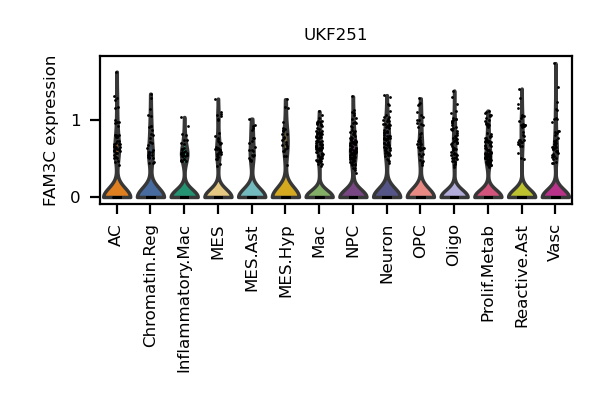 UKF251
FAM3C expression
1
0
AC
Chromatin.Reg
Inflammatory.Mac
MES
MES.Ast
MES.Hyp
Mac
NPC
Neuron
OPC
Oligo
Prolif.Metab
Reactive.Ast
Vasc